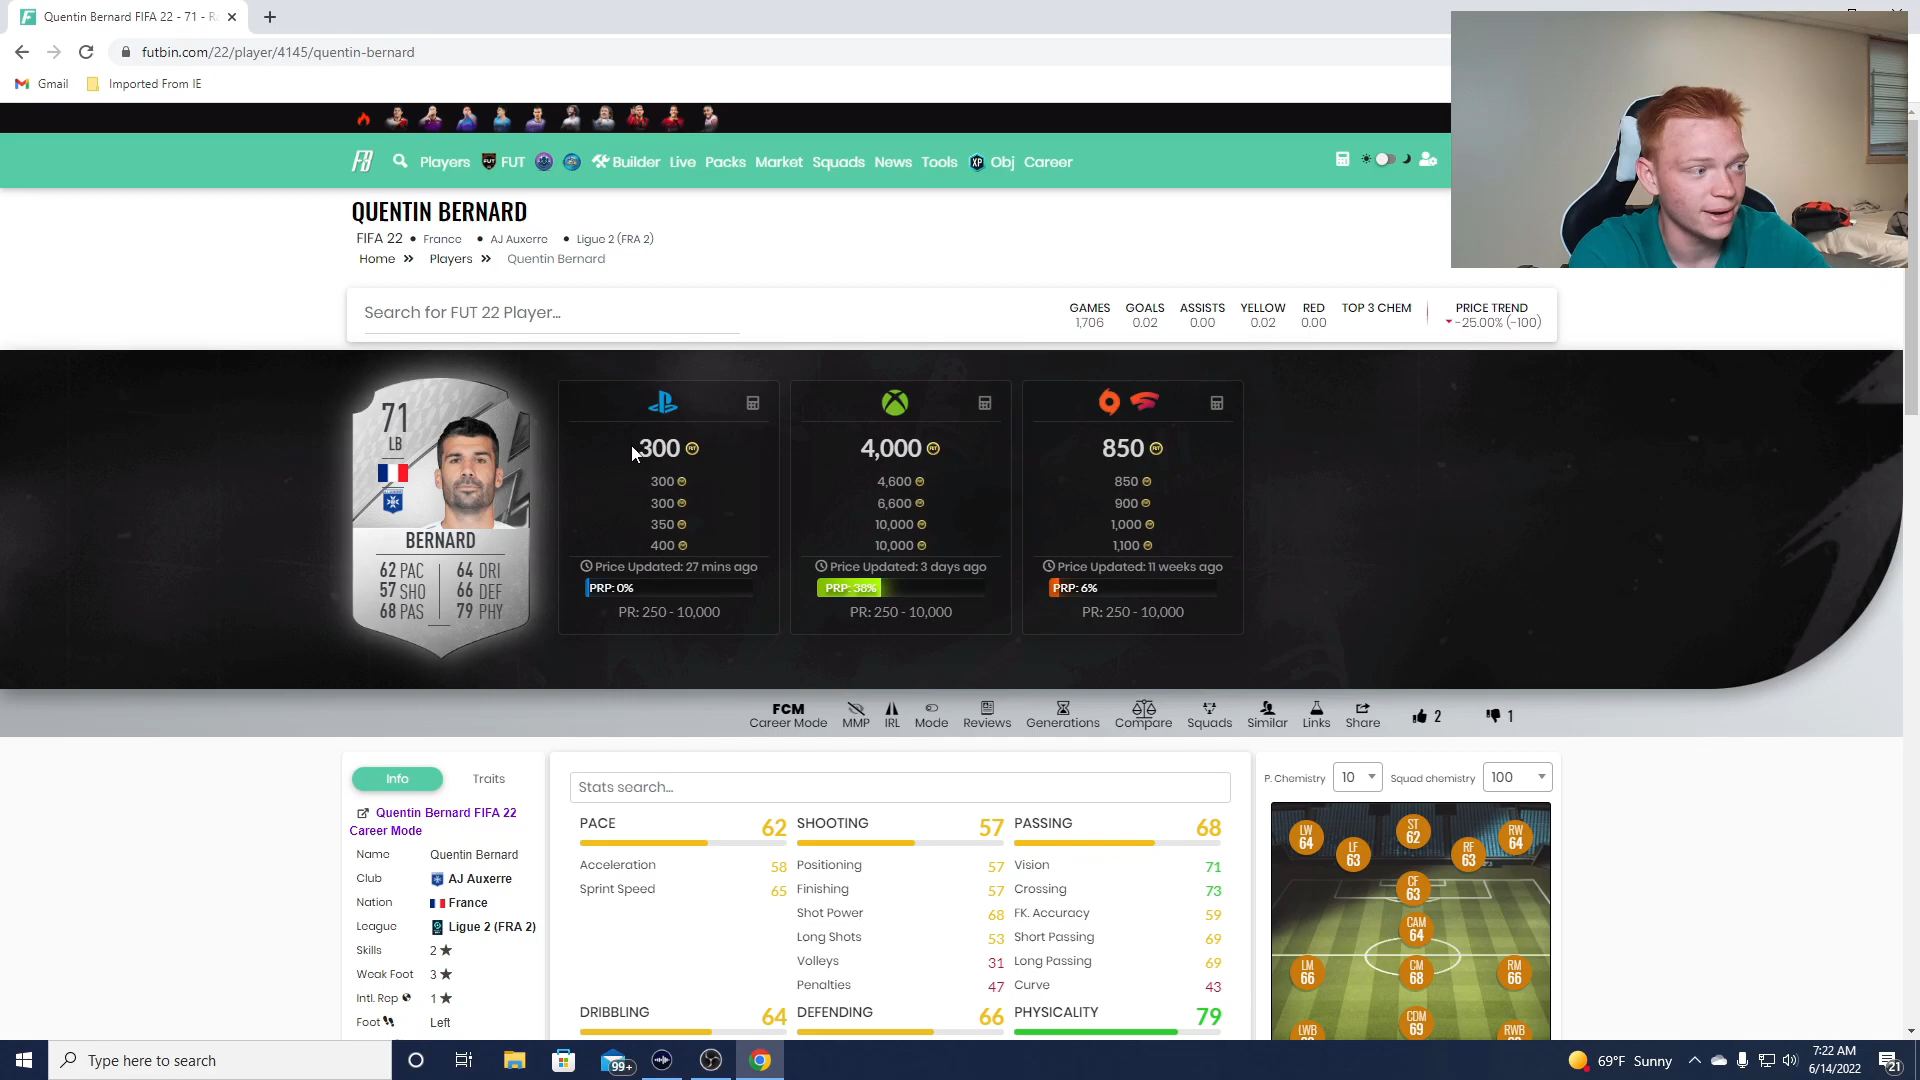 Quentin Bernard FIFA 22 - 71 - R
futbin.com/22/player/4145/quentin-bernard
Gmail Imported From IE
Players FUT Builder Live Packs Market Squads News Tools XP Obj Career
QUENTIN BERNARD
FIFA 22 • France • AJ Auxerre • Ligue 2 (FRA 2)
Home » Players » Quentin Bernard
Search for FUT 22 Player...
GAMES GOALS ASSISTS YELLOW RED TOP 3 CHEM PRICE TREND
1,706 0.02 0.00 0.02 0.00 -25.00% (-100)
71
LB
BERNARD
62 PAC 64 DRI
57 SHO 66 DEF
68 PAS 79 PHY
300
300
300
350
400
Price Updated: 27 mins ago
PRP: 0%
PR: 250 - 10,000
4,000
4,600
6,600
10,000
10,000
Price Updated: 3 days ago
PRP: 38%
PR: 250 - 10,000
850
850
900
1,000
1,100
Price Updated: 11 weeks ago
PRP: 6%
PR: 250 - 10,000
FCM
Career Mode MMP IRL Mode Reviews Generations Compare Squads Similar Links Share 2 1
Info Traits
Quentin Bernard FIFA 22
Career Mode
Name Quentin Bernard
Club AJ Auxerre
Nation France
League Ligue 2 (FRA 2)
Skills 2 ★
Weak Foot 3 ★
Intl. Rep 1 ★
Foot Left
Stats search...
PACE 62
Acceleration 58
Sprint Speed 65
SHOOTING 57
Positioning 57
Finishing 57
Shot Power 68
Long Shots 53
Volleys 31
Penalties 47
PASSING 68
Vision 71
Crossing 73
FK. Accuracy 59
Short Passing 69
Long Passing 69
Curve 43
DRIBBLING 64
DEFENDING 66
PHYSICALITY 79
P. Chemistry 10 Squad chemistry 100
LW
64
LF
63
ST
62
RF
63
RW
64
CF
63
CAM
64
LM
66
CM
68
RM
66
LWB
CDM
69
RWB
Type here to search
99+
69°F Sunny
7:22 AM
6/14/2022
21